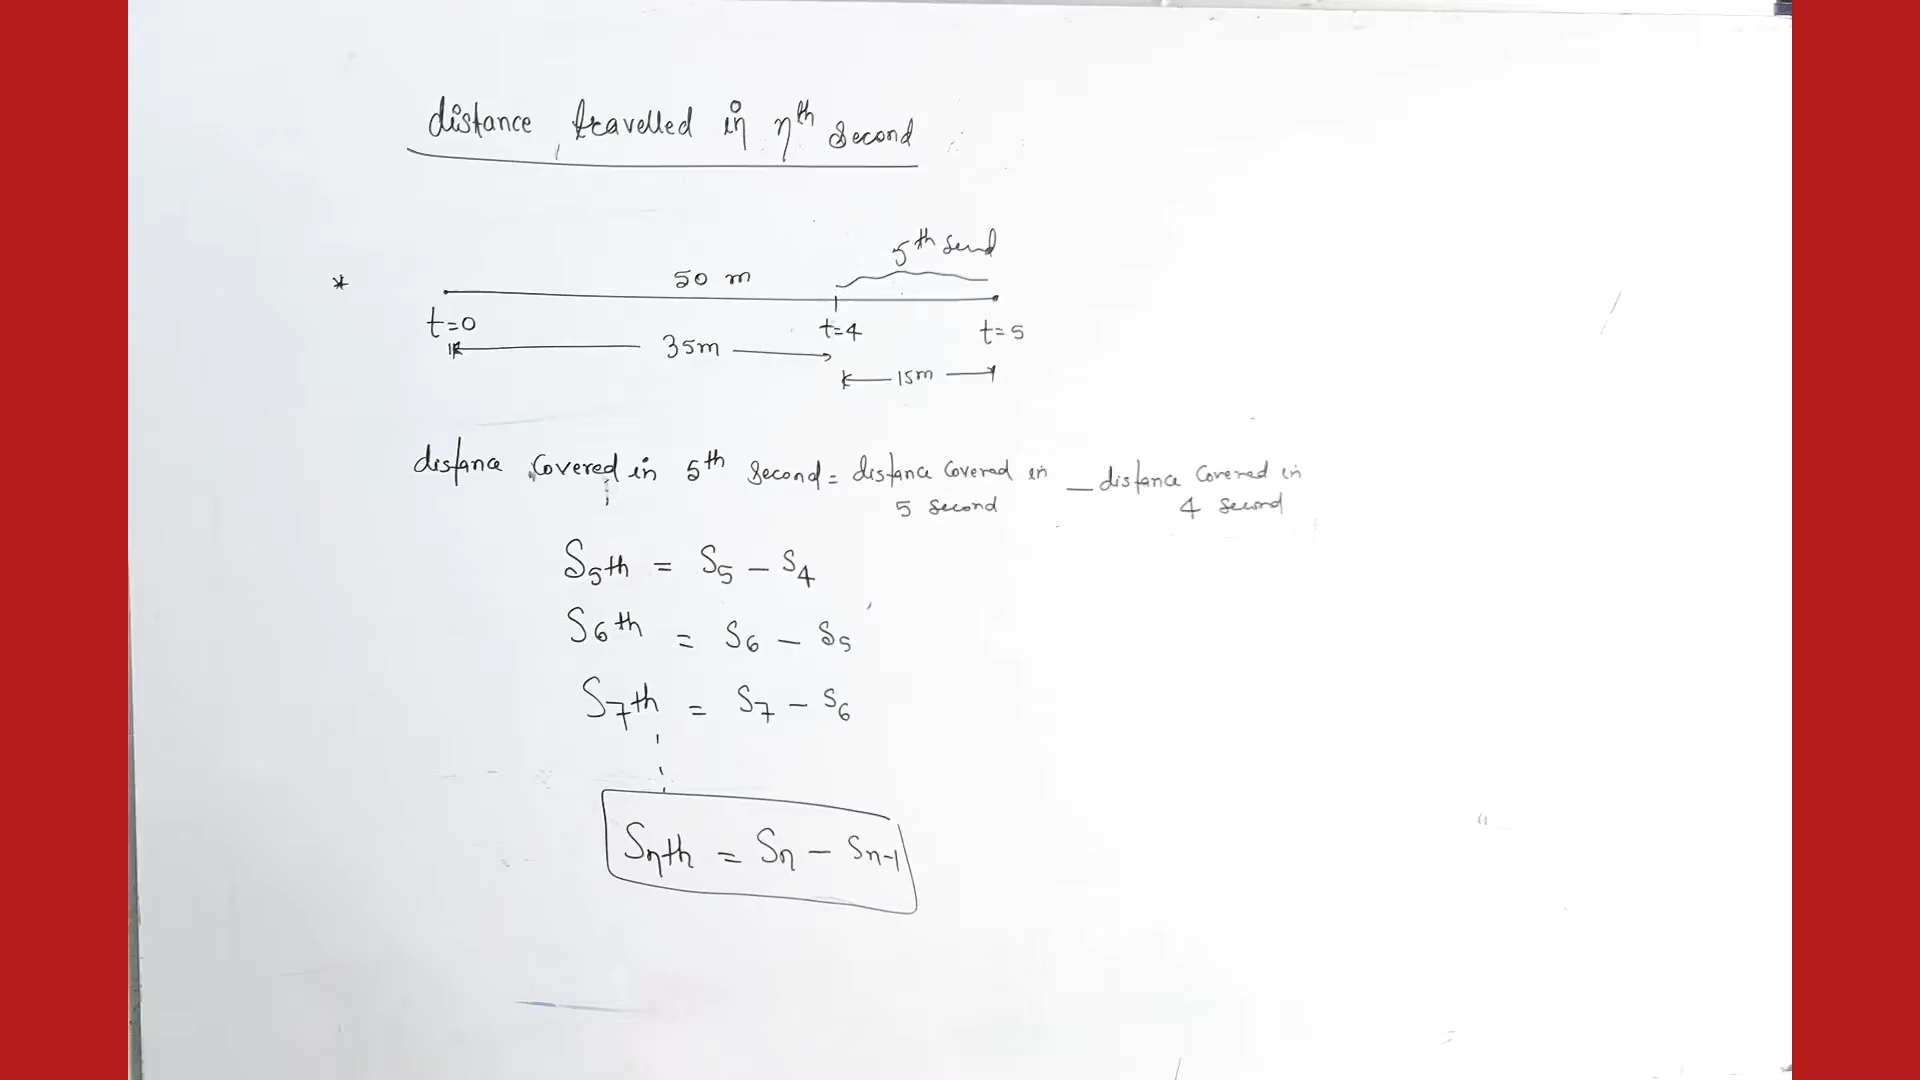 distance travelled in nth second
5th
50 m
*
t=0
t=4
t=5
35m
15m
distance covered in 5th second = distance covered in 5 second - distance covered in 4 second
S5th = S5 - S4
S6th = S6 - S5
S7th = S7 - S6
Snth = Sn - Sn-1